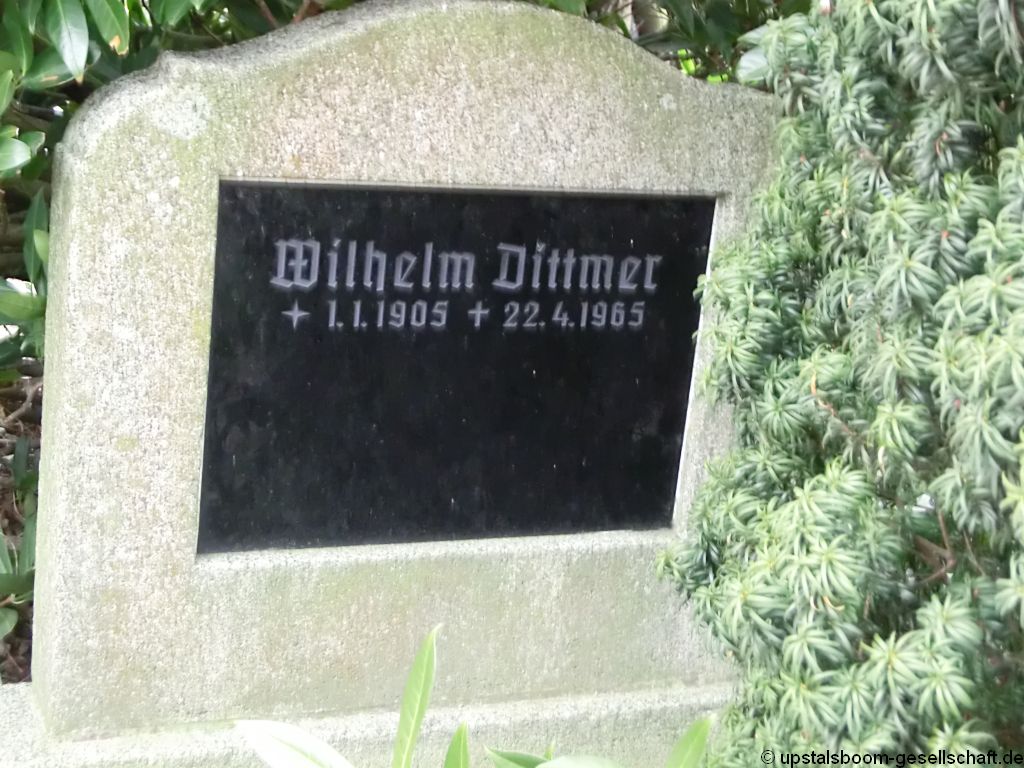 Wilhelm Dittmer
✦ 1.1.1905 ✝ 22.4.1965
© upstalsboom-gesellschaft.de